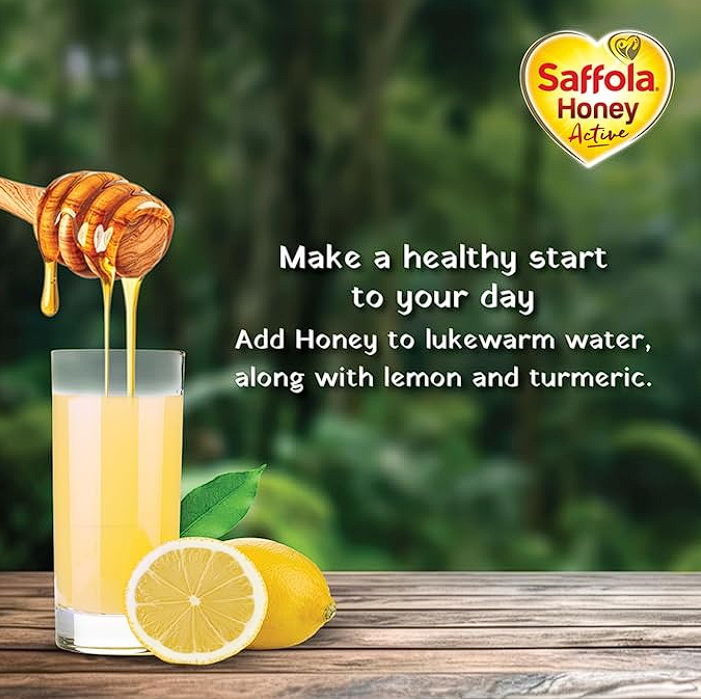 Saffola
Honey
Active
Make a healthy start
to your day
Add Honey to lukewarm water,
along with lemon and turmeric.